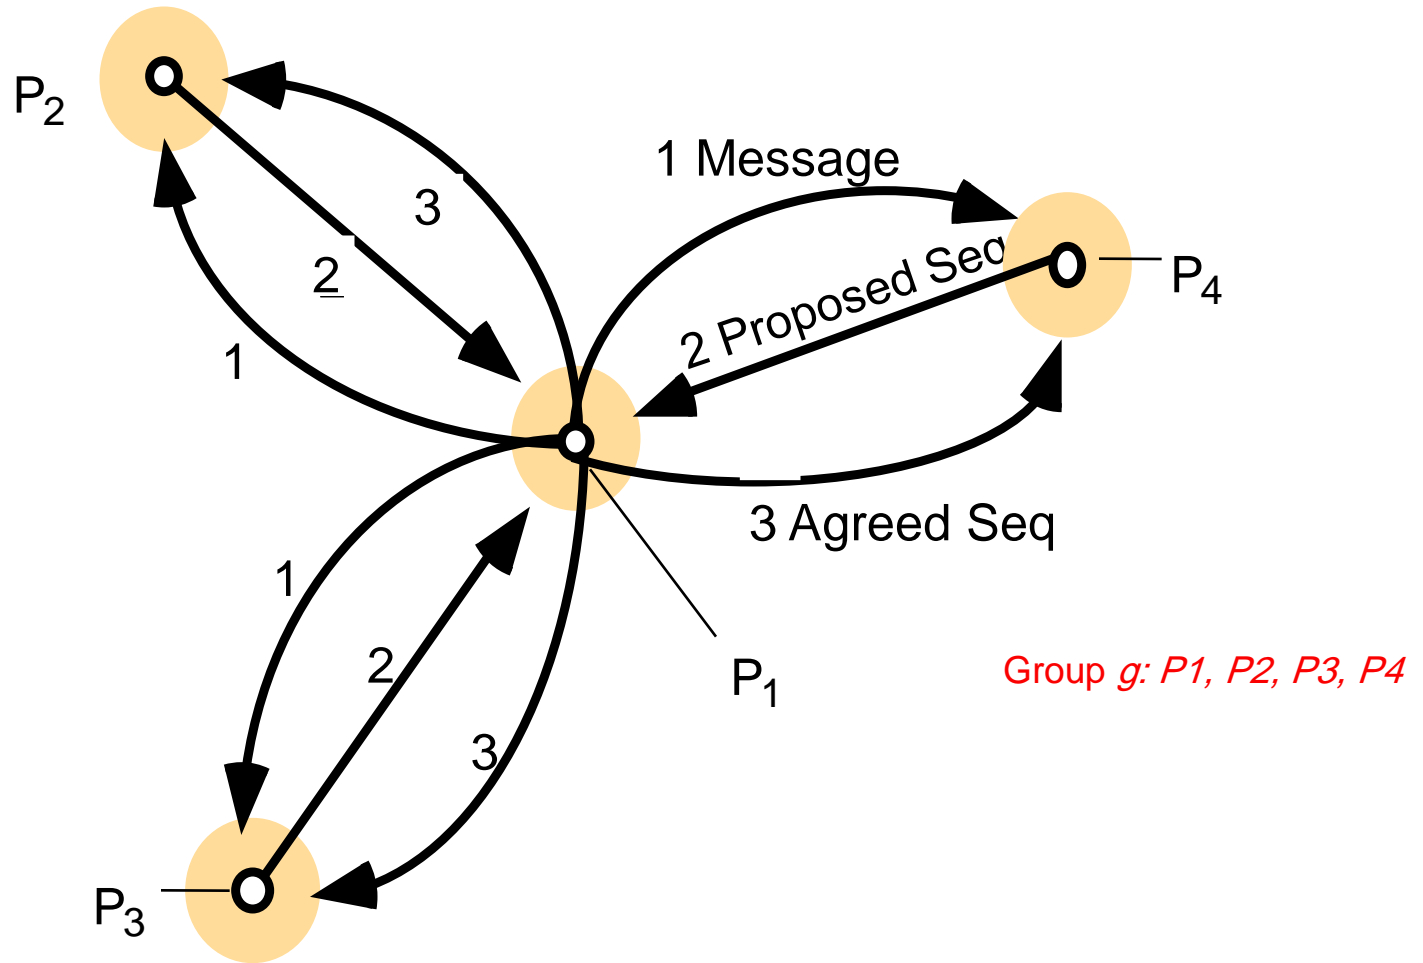 P2
1 Message
3
2 Proposed Seq
P4
2
1
3 Agreed Seq
1
2
P1
Group g: P1, P2, P3, P4
3
P3